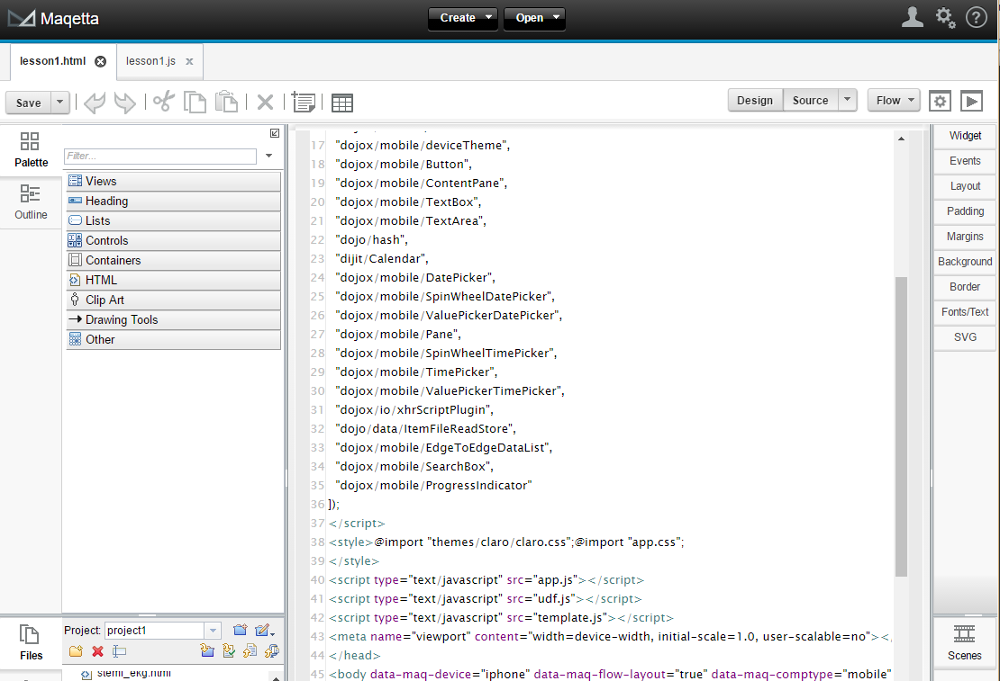 Maqetta
Create
Open
lesson1.html
lesson1.js
Save
Design
Source
Flow
Palette
Outline
Filter...
Views
Heading
Lists
Controls
Containers
HTML
Clip Art
Drawing Tools
Other
17 "dojox/mobile/deviceTheme",
18 "dojox/mobile/Button",
19 "dojox/mobile/ContentPane",
20 "dojox/mobile/TextBox",
21 "dojox/mobile/TextArea",
22 "dojo/hash",
23 "dijit/Calendar",
24 "dojox/mobile/DatePicker",
25 "dojox/mobile/SpinWheelDatePicker",
26 "dojox/mobile/ValuePickerDatePicker",
27 "dojox/mobile/Pane",
28 "dojox/mobile/SpinWheelTimePicker",
29 "dojox/mobile/TimePicker",
30 "dojox/mobile/ValuePickerTimePicker",
31 "dojox/io/xhrScriptPlugin",
32 "dojo/data/ItemFileReadStore",
33 "dojox/mobile/EdgeToEdgeDataList",
34 "dojox/mobile/SearchBox",
35 "dojox/mobile/ProgressIndicator"
36 ]);
37 </script>
38 <style>@import "themes/claro/claro.css";@import "app.css";
39 </style>
40 <script type="text/javascript" src="app.js"></script>
41 <script type="text/javascript" src="udf.js"></script>
42 <script type="text/javascript" src="template.js"></script>
43 <meta name="viewport" content="width=device-width, initial-scale=1.0, user-scalable=no"></
44 </head>
45 <body data-maq-device="iphone" data-maq-flow-layout="true" data-maq-comptype="mobile"
Widget
Events
Layout
Padding
Margins
Background
Border
Fonts/Text
SVG
Files
Project: project1
stemi_ekg.html
Scenes